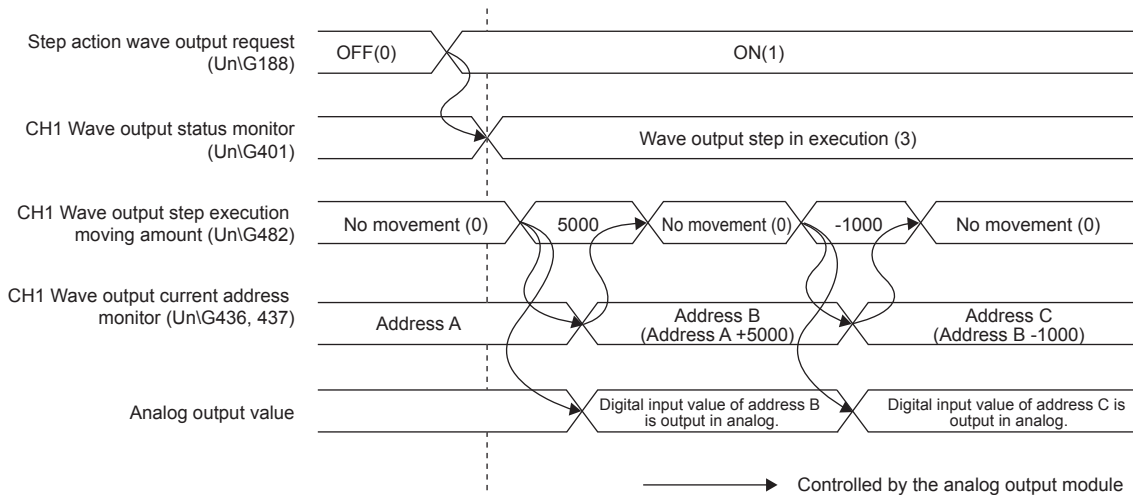 Step action wave output request
(Un\G188)
OFF(0)
ON(1)
CH1 Wave output status monitor
(Un\G401)
Wave output step in execution (3)
CH1 Wave output step execution
moving amount (Un\G482)
No movement (0)
5000
No movement (0)
-1000
No movement (0)
CH1 Wave output current address
monitor (Un\G436, 437)
Address A
Address B
(Address A +5000)
Address C
(Address B -1000)
Analog output value
Digital input value of address B
is output in analog.
Digital input value of address C is
output in analog.
Controlled by the analog output module